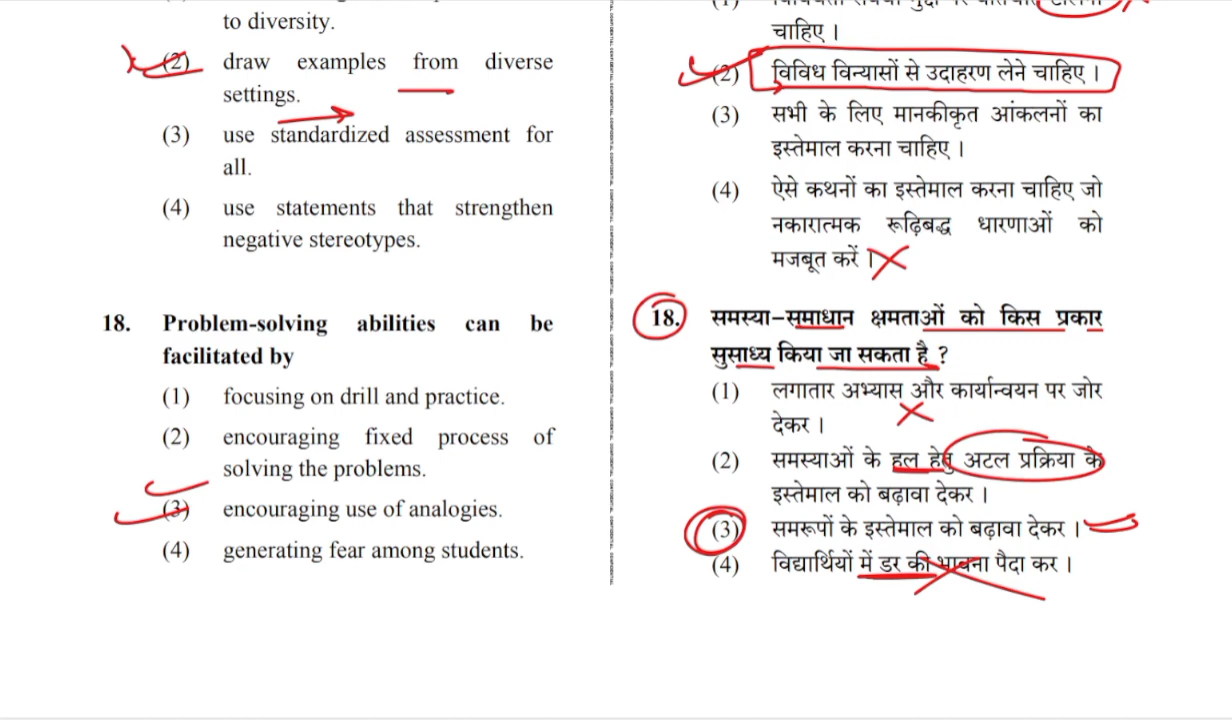 to diversity.
(2) draw examples from diverse
settings.
(3) use standardized assessment for
all.
(4) use statements that strengthen
negative stereotypes.
18. Problem-solving abilities can be
facilitated by
(1) focusing on drill and practice.
(2) encouraging fixed process of
solving the problems.
(3) encouraging use of analogies.
(4) generating fear among students.
चाहिए ।
(2) विविध विन्यासों से उदाहरण लेने चाहिए ।
(3) सभी के लिए मानकीकृत आंकलनों का
इस्तेमाल करना चाहिए ।
(4) ऐसे कथनों का इस्तेमाल करना चाहिए जो
नकारात्मक रूढ़िबद्ध धारणाओं को
मजबूत करें ।
18. समस्या-समाधान क्षमताओं को किस प्रकार
सुसाध्य किया जा सकता है ?
(1) लगातार अभ्यास और कार्यान्वयन पर जोर
देकर ।
(2) समस्याओं के हल हेतु अटल प्रक्रिया के
इस्तेमाल को बढ़ावा देकर ।
(3) समरूपों के इस्तेमाल को बढ़ावा देकर ।
(4) विद्यार्थियों में डर की भावना पैदा कर ।